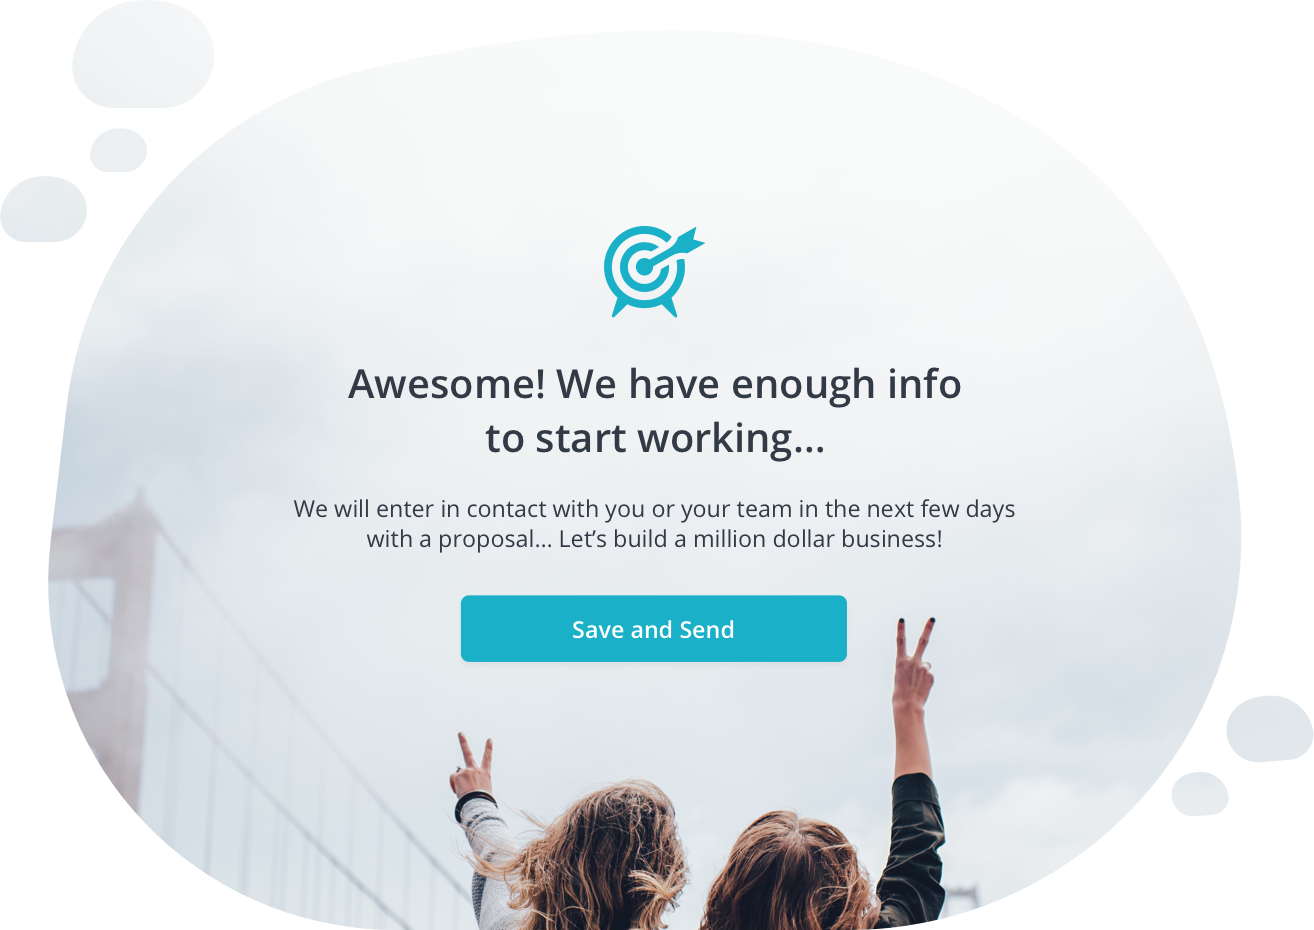 Awesome! We have enough info
to start working...
We will enter in contact with you or your team in the next few days
with a proposal... Let’s build a million dollar business!
Save and Send